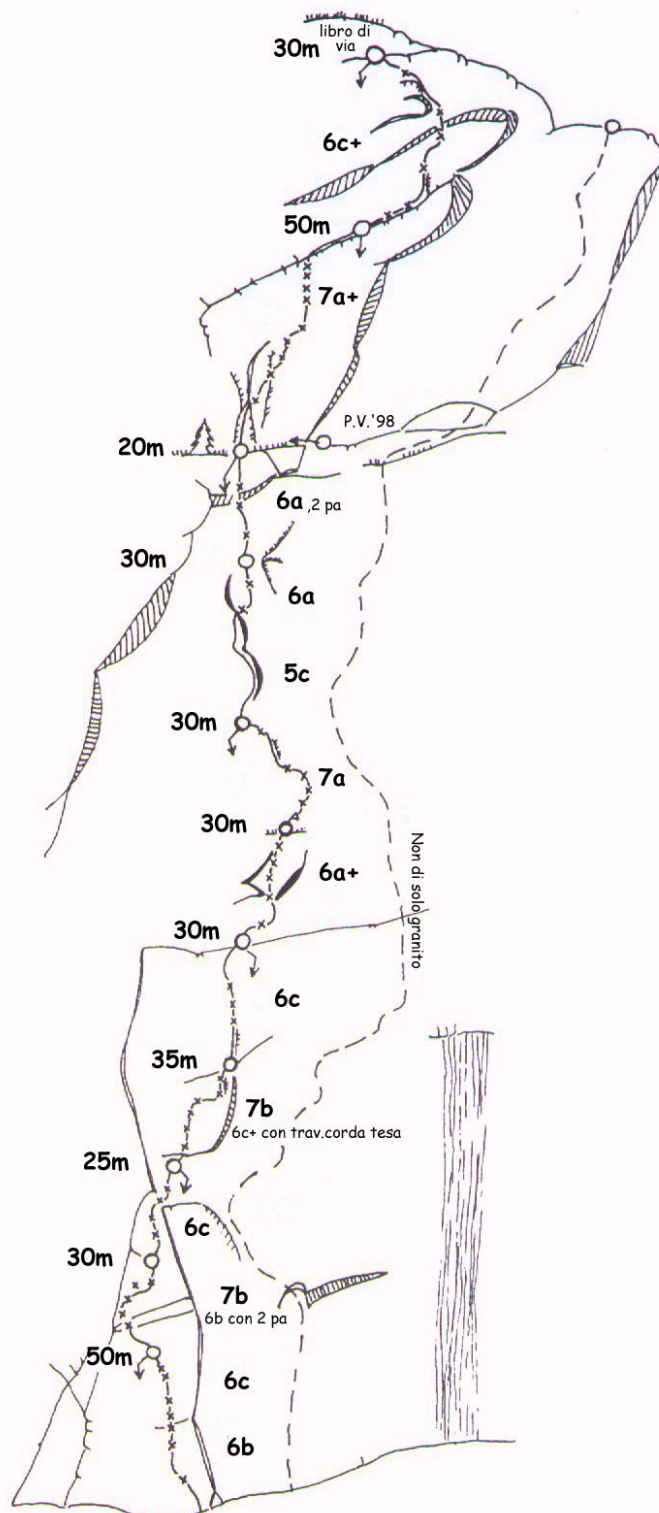 libro di
via
30m
6c+
50m
7a+
P.V.'98
20m
6a ,2 pa
30m
6a
5c
30m
7a
30m
6a+
Non di solo granito
30m
6c
35m
7b
6c+ con trav.corda tesa
25m
6c
30m
7b
6b con 2 pa
50m
6c
6b